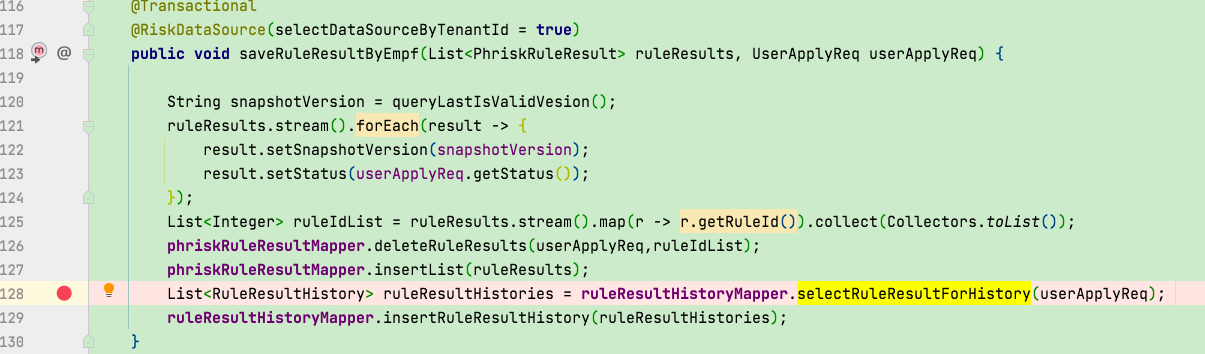 116 @Transactional
117 @RiskDataSource(selectDataSourceByTenantId = true)
118 m @ public void saveRuleResultByEmpf(List<PhriskRuleResult> ruleResults, UserApplyReq userApplyReq) {
119
120 String snapshotVersion = queryLastIsValidVesion();
121 ruleResults.stream().forEach(result -> {
122 result.setSnapshotVersion(snapshotVersion);
123 result.setStatus(userApplyReq.getStatus());
124 });
125 List<Integer> ruleIdList = ruleResults.stream().map(r -> r.getRuleId()).collect(Collectors.toList());
126 phriskRuleResultMapper.deleteRuleResults(userApplyReq,ruleIdList);
127 phriskRuleResultMapper.insertList(ruleResults);
128 List<RuleResultHistory> ruleResultHistories = ruleResultHistoryMapper.selectRuleResultForHistory(userApplyReq);
129 ruleResultHistoryMapper.insertRuleResultHistory(ruleResultHistories);
130 }